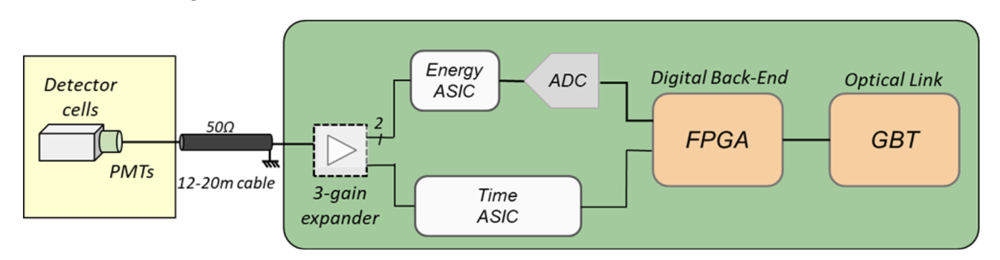 Detector
cells
PMTs
50Ω
12-20m cable
3-gain
expander
2
Energy
ASIC
ADC
Time
ASIC
Digital Back-End
FPGA
Optical Link
GBT